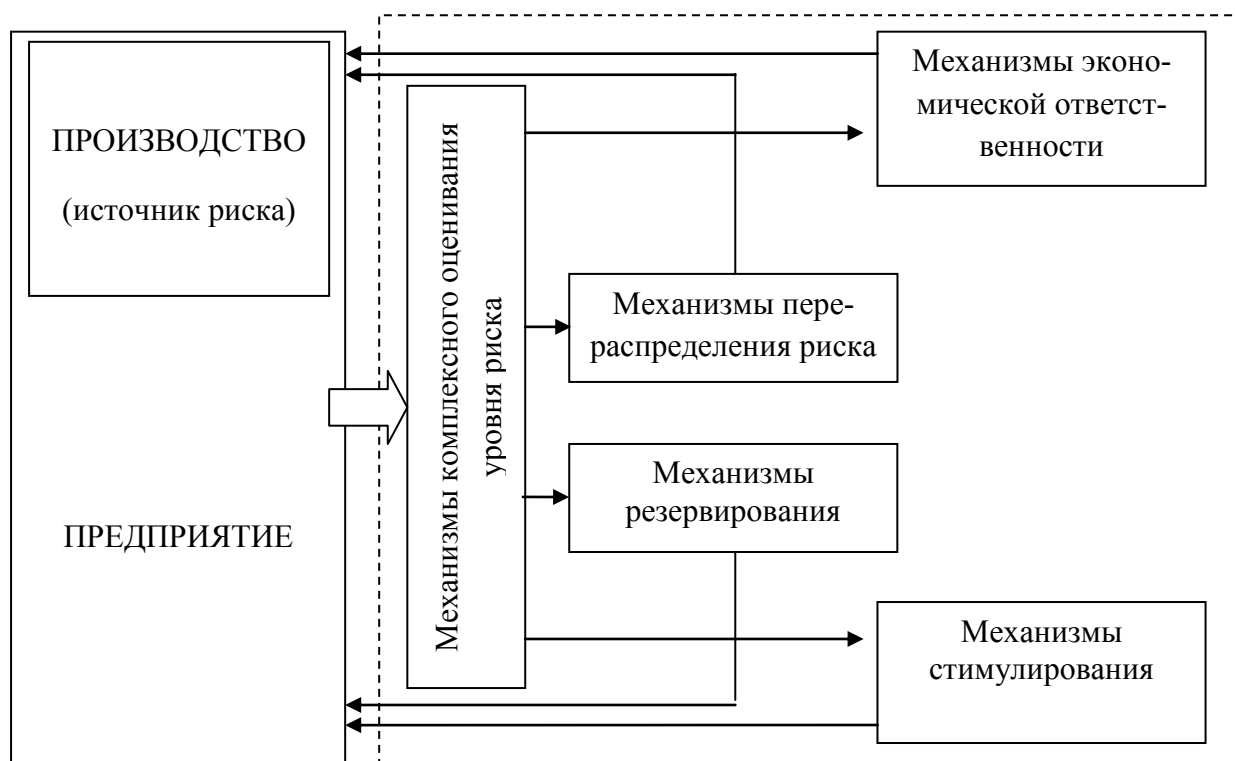 ПРОИЗВОДСТВО
(источник риска)
ПРЕДПРИЯТИЕ
Механизмы комплексного оценивания
уровня риска
Механизмы эконо-
мической ответст-
венности
Механизмы пере-
распределения риска
Механизмы
резервирования
Механизмы
стимулирования